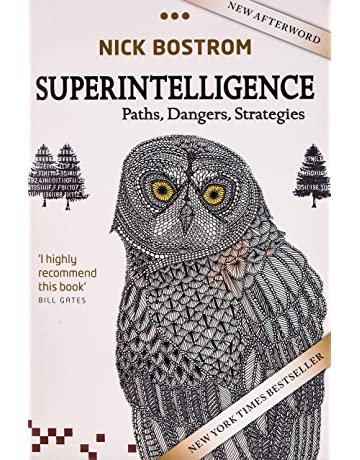 NEW AFTERWORD
NICK BOSTROM
SUPERINTELLIGENCE
Paths, Dangers, Strategies
'I highly
recommend
this book'
BILL GATES
NEW YORK TIMES BESTSELLER